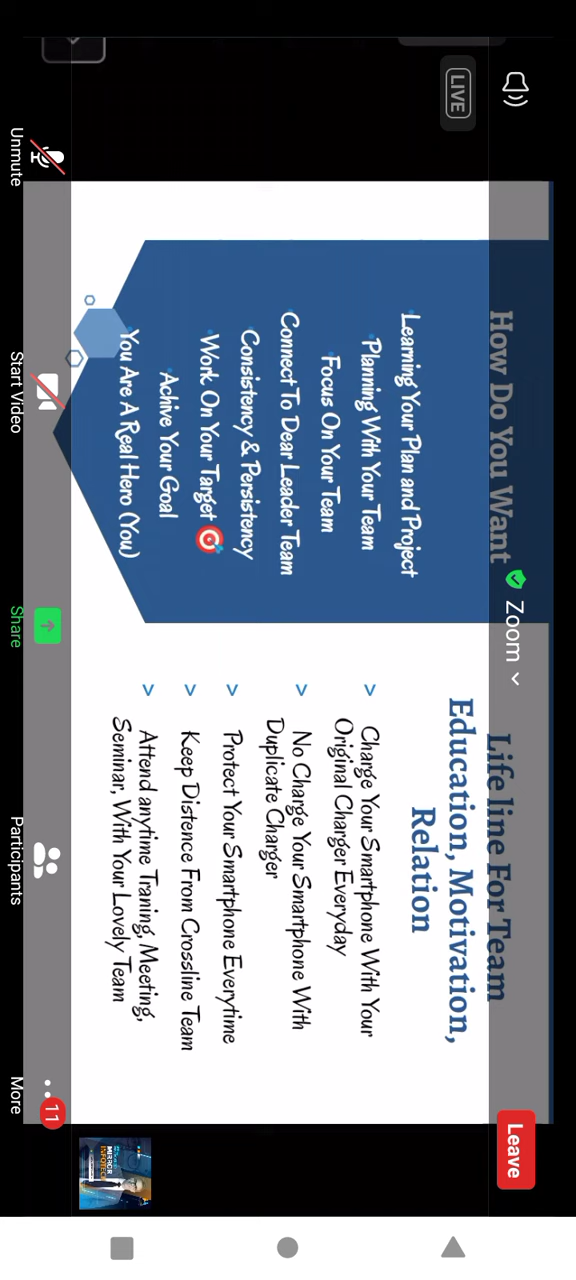 LIVE
Zoom
Leave
How Do You Want
Learning Your Plan and Project
Planning With Your Team
Focus On Your Team
Connect To Dear Leader Team
Consistency & Persistency
Work On Your Target
Achive Your Goal
You Are A Real Hero (You)
Life line For Team
Education, Motivation,
Relation
> Charge Your Smartphone With Your
Original Charger Everyday
> No Charge Your Smartphone With
Duplicate Charger
> Protect Your Smartphone Everytime
> Keep Distence From Crossline Team
> Attend anytime Traning, Meeting,
Seminar, With Your Lovely Team
MIRROR
INFOTECH
Unmute
Start Video
Share
Participants
11
More